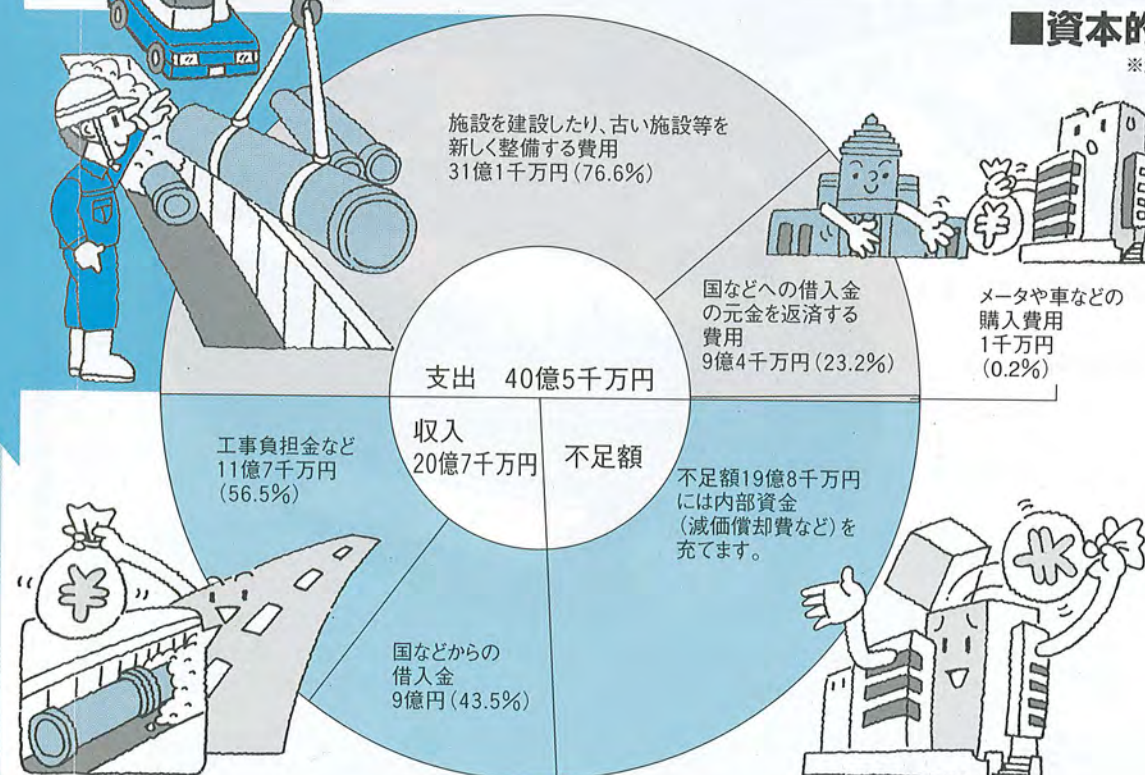 ■資本的
※
施設を建設したり、古い施設等を
新しく整備する費用
31億1千万円(76.6%)
国などへの借入金
の元金を返済する
費用
9億4千万円(23.2%)
メータや車などの
購入費用
1千万円
(0.2%)
支出 40億5千万円
収入
20億7千万円
不足額
工事負担金など
11億7千万円
(56.5%)
不足額19億8千万円
には内部資金
(減価償却費など)を
充てます。
国などからの
借入金
9億円(43.5%)